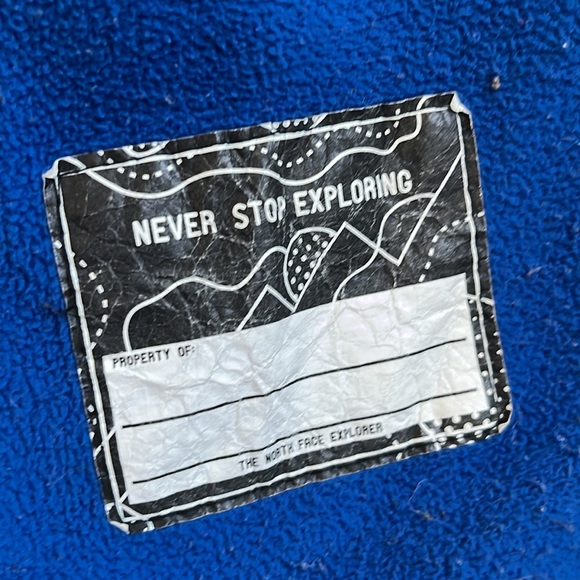 NEVER STOP EXPLORING
PROPERTY OF:
THE NORTH FACE EXPLORER